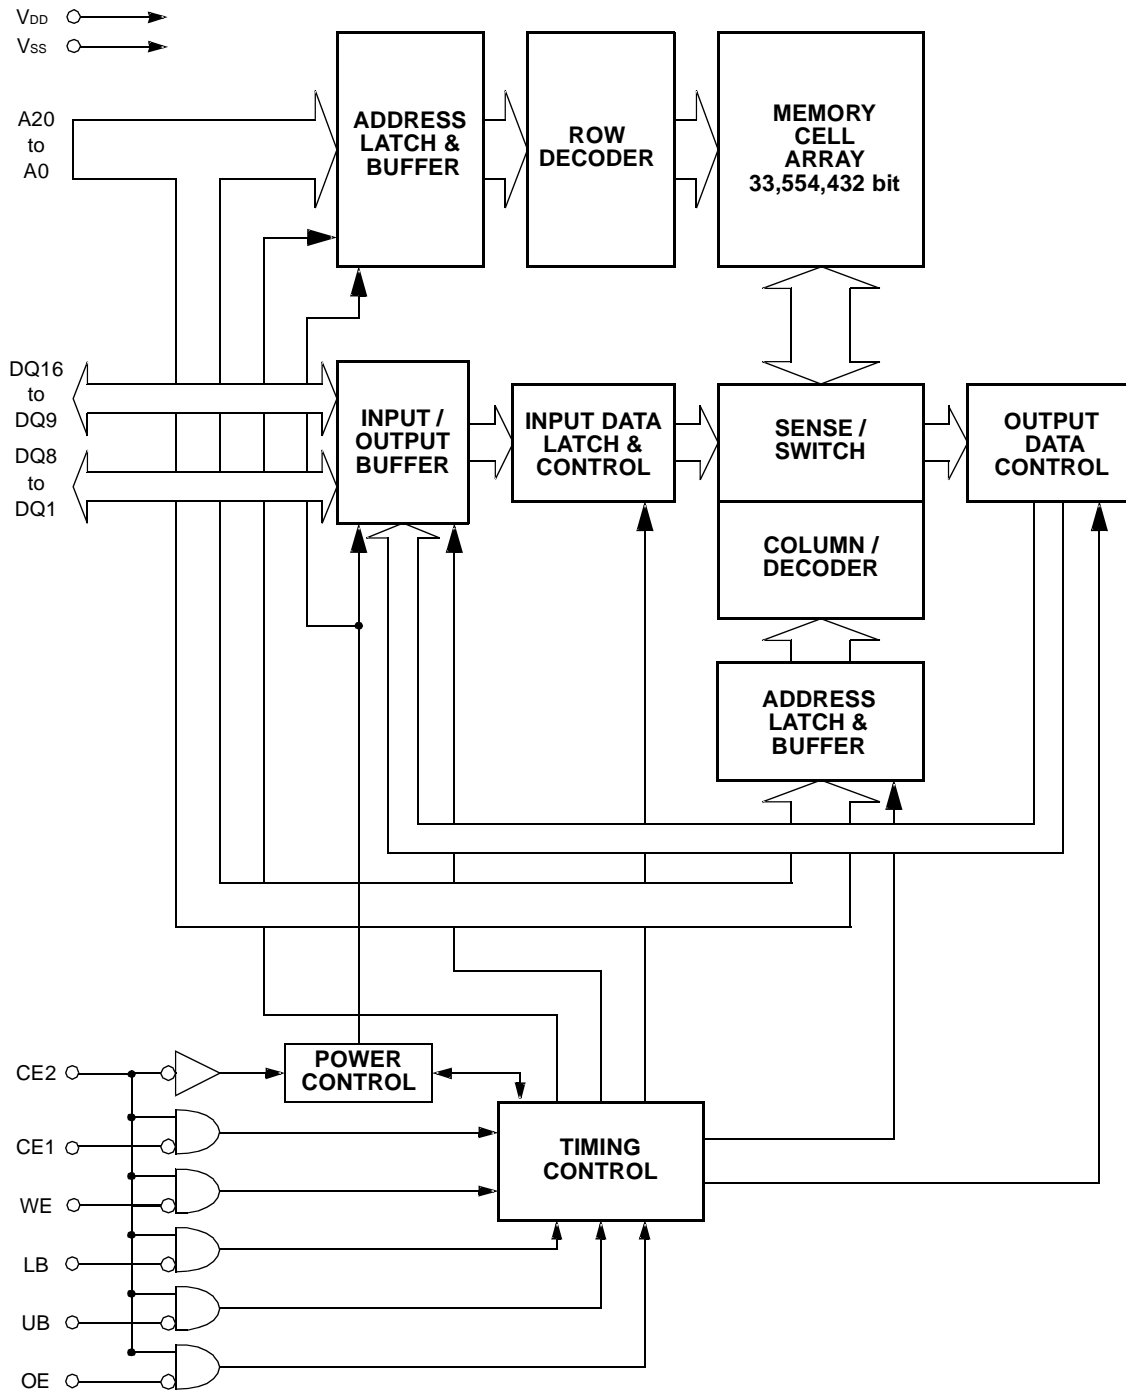 VDD
VSS
A20
to
A0
ADDRESS
LATCH &
BUFFER
ROW
DECODER
MEMORY
CELL
ARRAY
33,554,432 bit
DQ16
to
DQ9
DQ8
to
DQ1
INPUT /
OUTPUT
BUFFER
INPUT DATA
LATCH &
CONTROL
SENSE /
SWITCH
OUTPUT
DATA
CONTROL
COLUMN /
DECODER
ADDRESS
LATCH &
BUFFER
CE2
POWER
CONTROL
CE1
TIMING
CONTROL
WE
LB
UB
OE